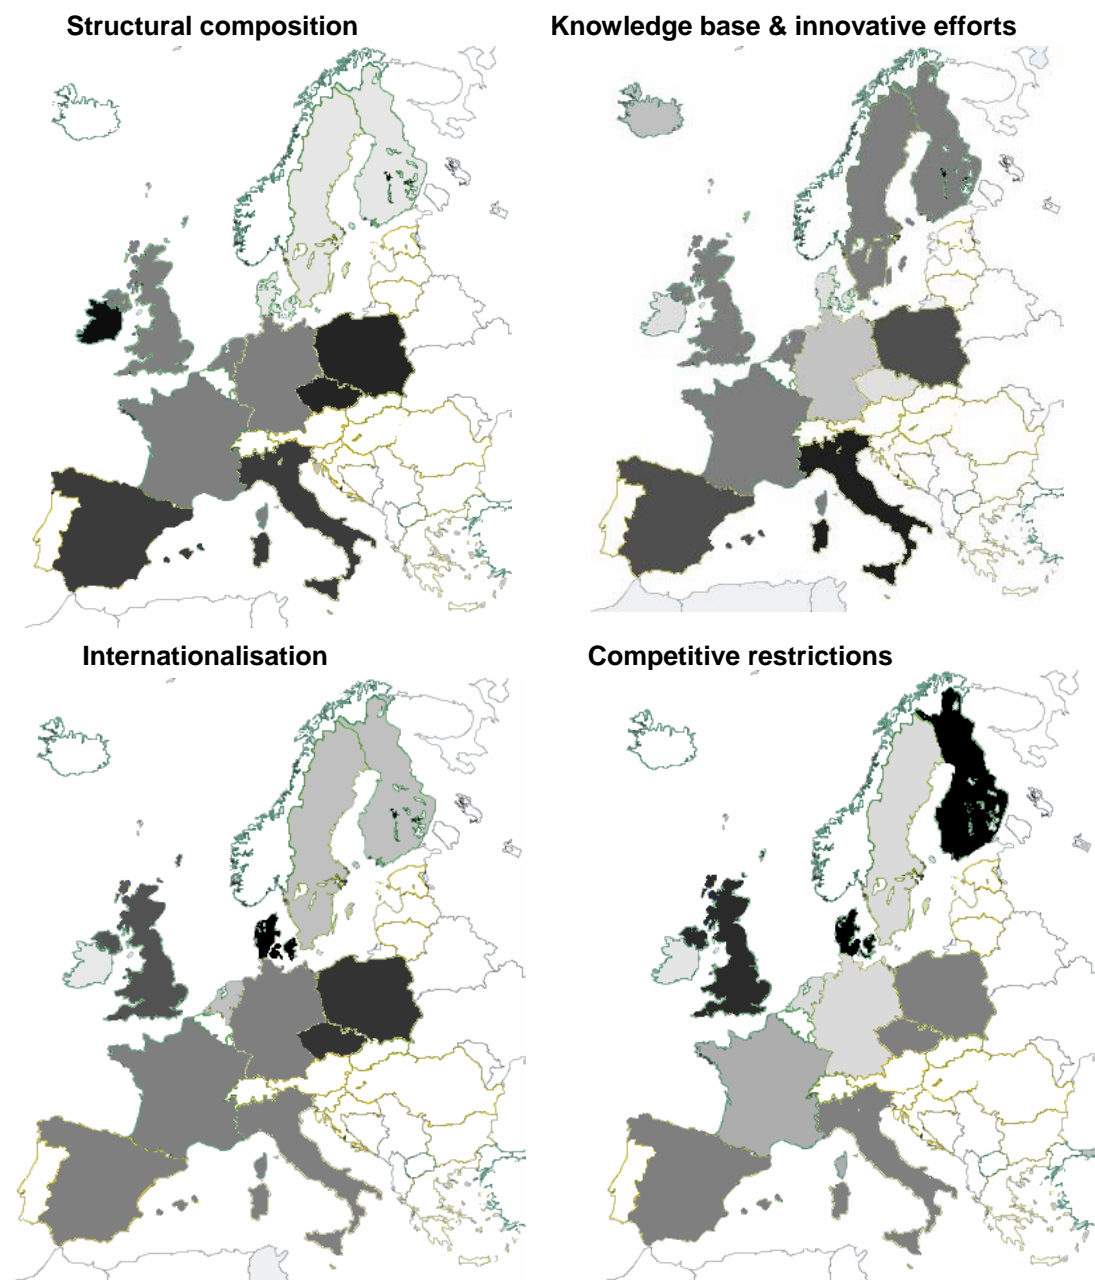 Structural composition
Knowledge base & innovative efforts
Internationalisation
Competitive restrictions